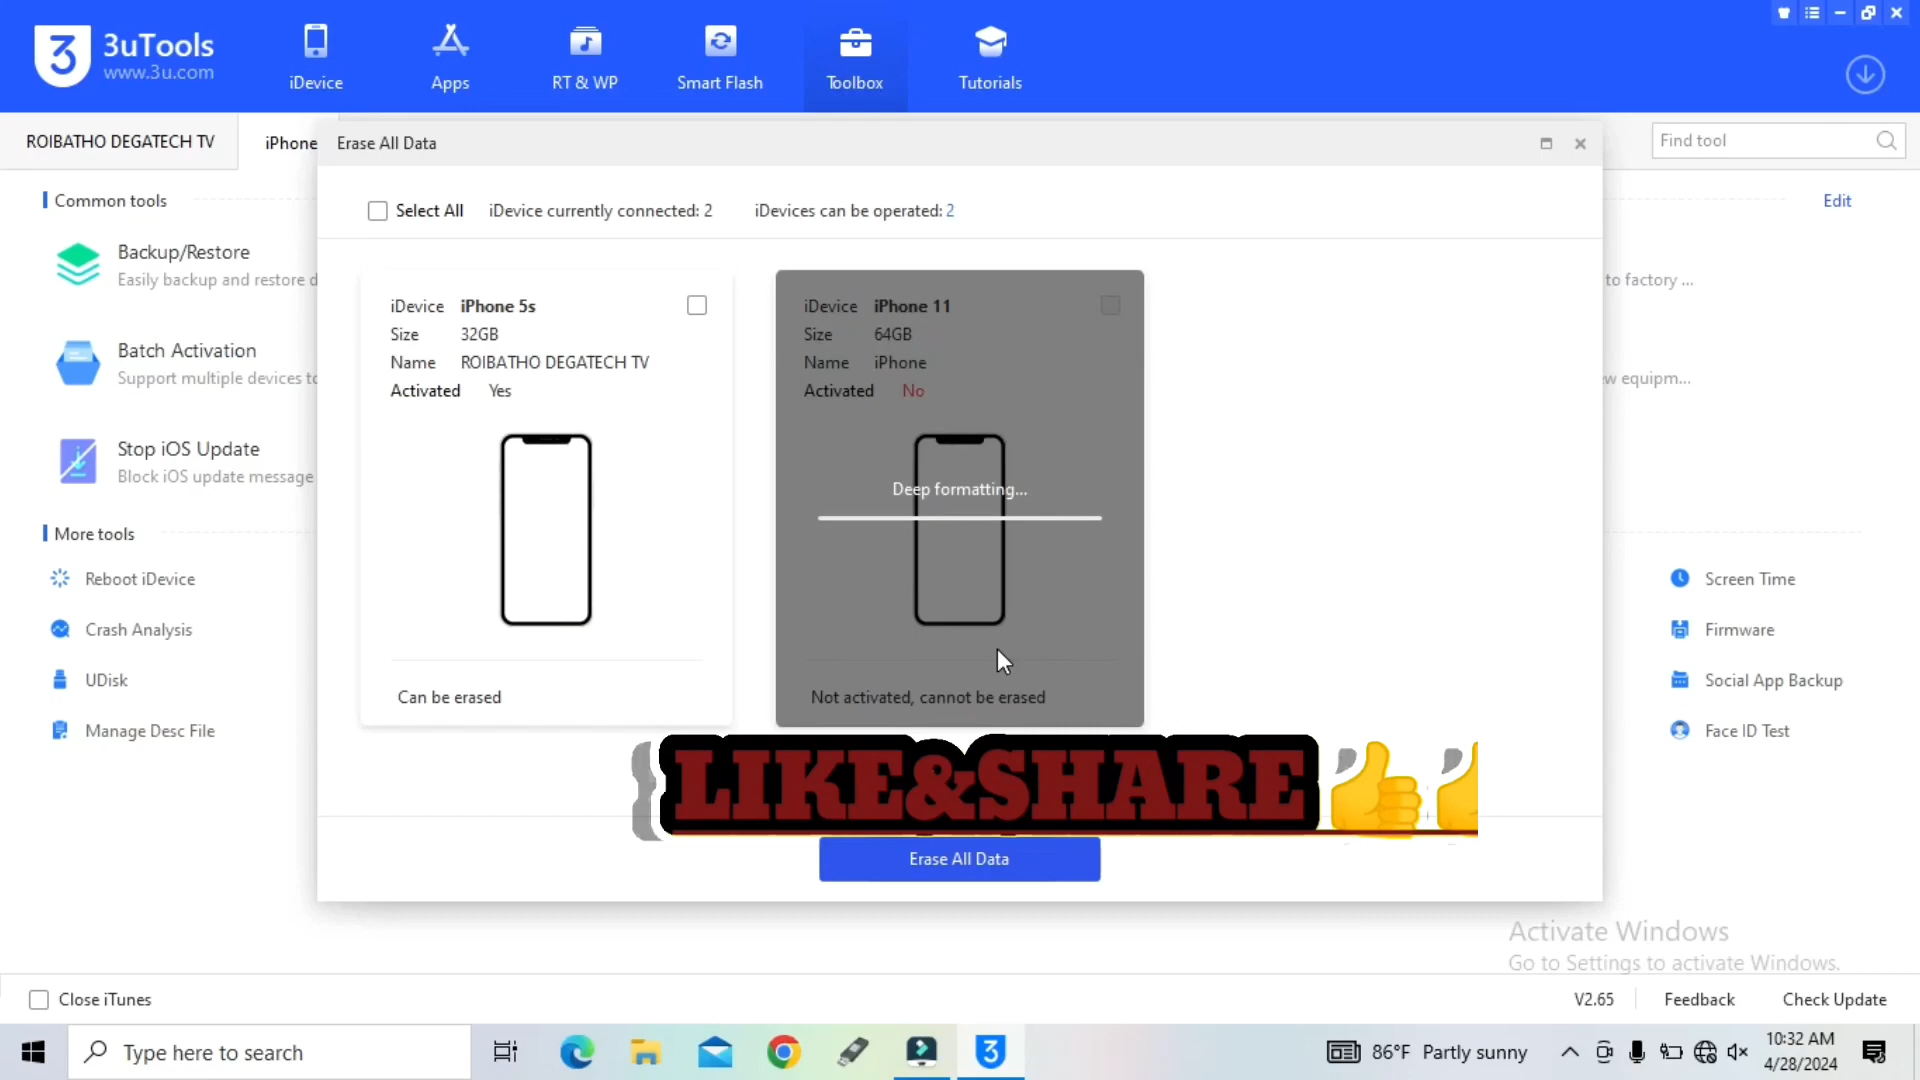 3 3uTools
www.3u.com
iDevice
Apps
RT & WP
Smart Flash
Toolbox
Tutorials
ROIBATHO DEGATECH TV
iPhone
Erase All Data
Find tool
Select All iDevice currently connected: 2 iDevices can be operated: 2
Common tools
Edit
Backup/Restore
Easily backup and restore d
to factory ...
Batch Activation
Support multiple devices to
ew equipm...
Stop iOS Update
Block iOS update message
iDevice iPhone 5s
Size 32GB
Name ROIBATHO DEGATECH TV
Activated Yes
Can be erased
iDevice iPhone 11
Size 64GB
Name iPhone
Activated No
Deep formatting...
Not activated, cannot be erased
More tools
Reboot iDevice
Crash Analysis
UDisk
Manage Desc File
Screen Time
Firmware
Social App Backup
Face ID Test
LIKE&SHARE
Erase All Data
Activate Windows
Go to Settings to activate Windows.
Close iTunes
V2.65 Feedback Check Update
Type here to search
3
86°F Partly sunny
10:32 AM
4/28/2024